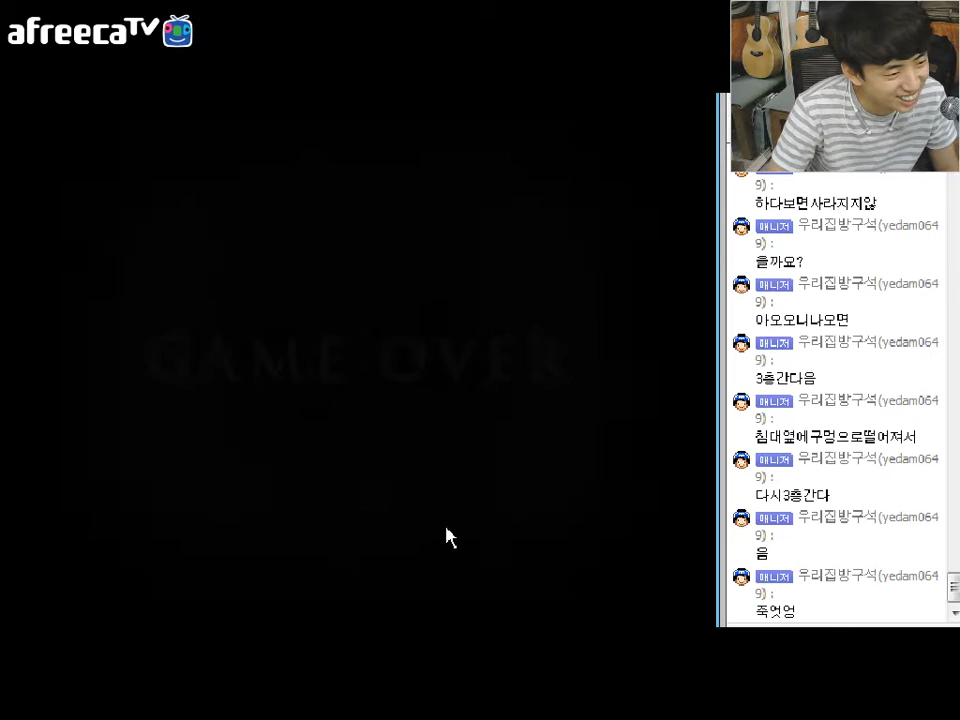 afreecaTV
GAME OVER
9) :
하다보면사라지지않
매니저 우리집방구석(yedam064
9) :
을까요?
매니저 우리집방구석(yedam064
9) :
아오오니나오면
매니저 우리집방구석(yedam064
9) :
3층간다음
매니저 우리집방구석(yedam064
9) :
침대옆에구멍으로떨어져서
매니저 우리집방구석(yedam064
9) :
다시3층간다
매니저 우리집방구석(yedam064
9) :
음
매니저 우리집방구석(yedam064
9) :
죽엇엉